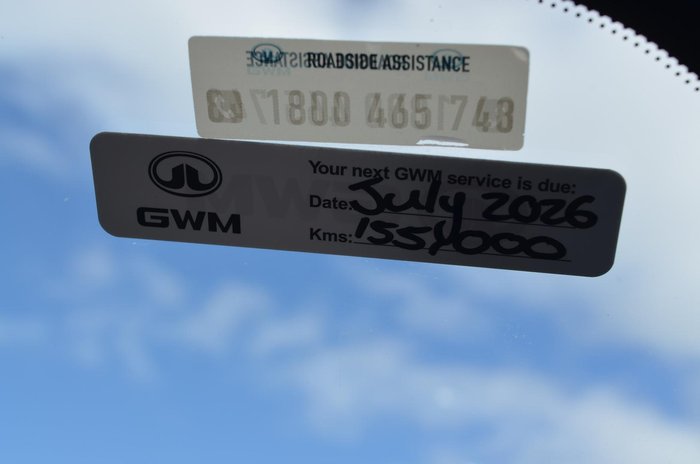 ROADSIDE ASSISTANCE
1800 465 748
GWM
Your next GWM service is due:
Date: July 2026
Kms: 155,000